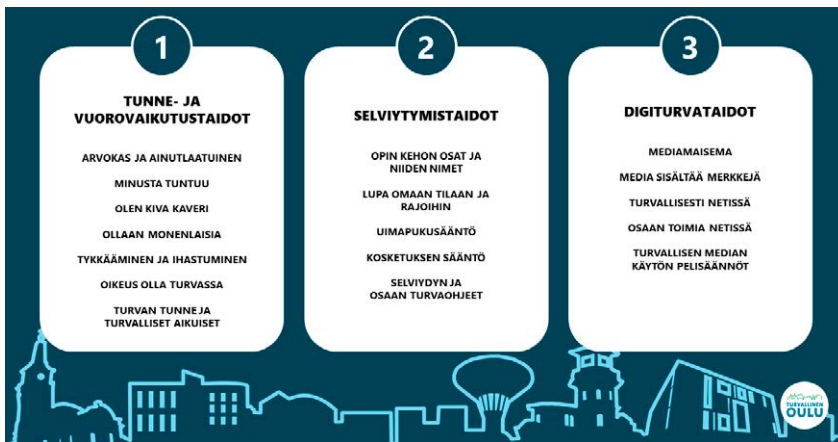 1
TUNNE- JA
VUOROVAIKUTUSTAIDOT
ARVOKAS JA AINUTLAATUINEN
MINUSTA TUNTUU
OLEN KIVA KAVERI
OLLAAN MONENLAISIA
TYKKÄÄMINEN JA IHASTUMINEN
OIKEUS OLLA TURVASSA
TURVAN TUNNE JA
TURVALLISET AIKUISET
2
SELVIYTYMISTAIDOT
OPIN KEHON OSAT JA
NIIDEN NIMET
LUPA OMAAN TILAAN JA
RAJOIHIN
UIMAPUKUSÄÄNTÖ
KOSKETUKSEN SÄÄNTÖ
SELVIYDYN JA
OSAAN TURVAOHJEET
3
DIGITURVATAIDOT
MEDIAMAISEMA
MEDIA SISÄLTÄÄ MERKKEJÄ
TURVALLISESTI NETISSÄ
OSAAN TOIMIA NETISSÄ
TURVALLISEN MEDIAN
KÄYTÖN PELISÄÄNNÖT
TURVALLINEN
OULU